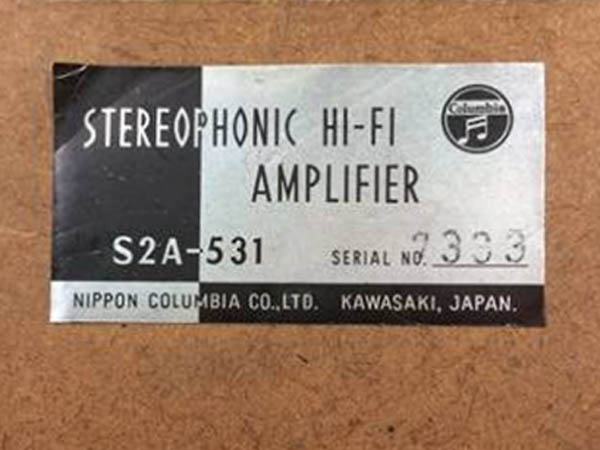 Columbia
STEREOPHONIC HI-FI
AMPLIFIER
S2A-531
SERIAL NO. 7333
NIPPON COLUMBIA CO.,LTD. KAWASAKI, JAPAN.